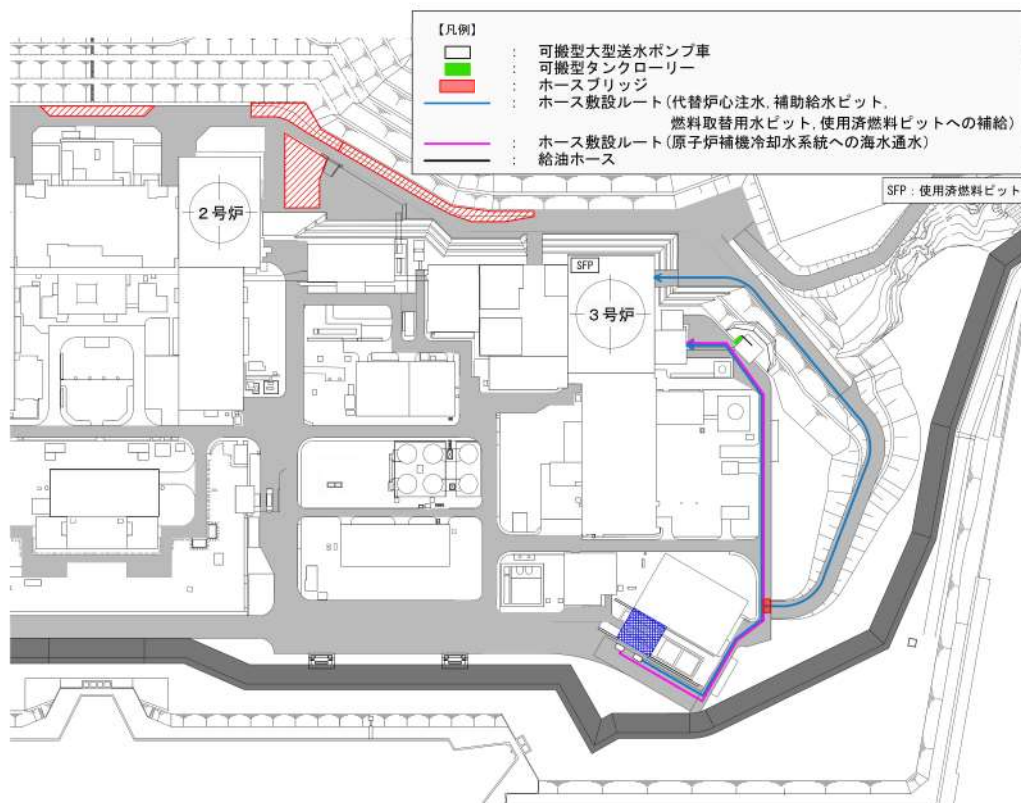 【凡例】
： 可搬型大型送水ポンプ車
： 可搬型タンクローリー
： ホースブリッジ
： ホース敷設ルート（代替炉心注水，補助給水ピット，
燃料取替用水ピット，使用済燃料ピットへの補給）
： ホース敷設ルート（原子炉補機冷却水系統への海水通水）
： 給油ホース
SFP：使用済燃料ピット
2号炉
SFP
3号炉